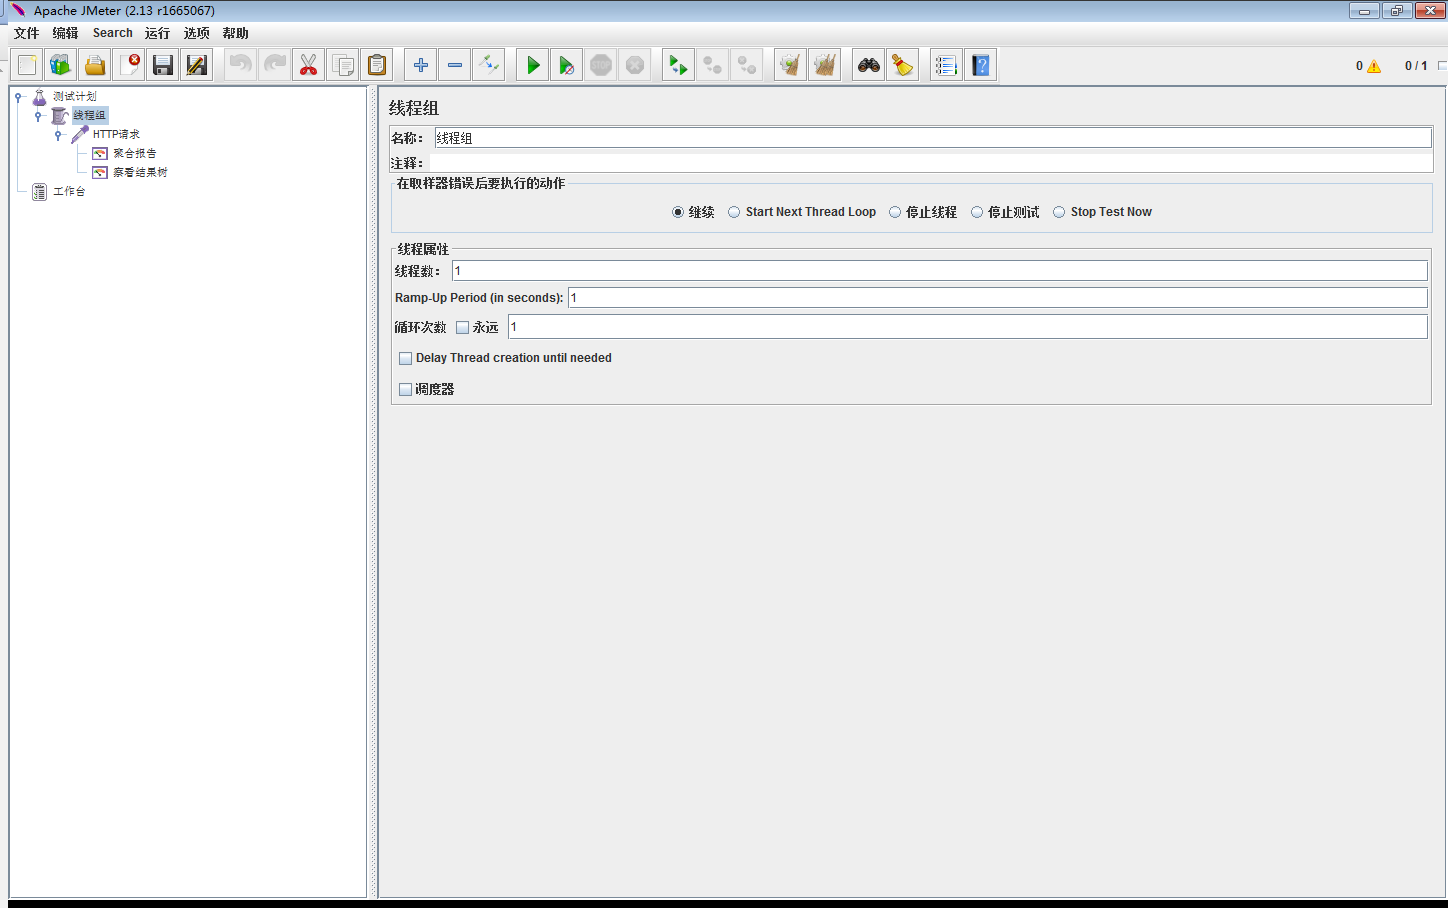 Apache JMeter (2.13 r1665067)
文件 编辑 Search 运行 选项 帮助
STOP
0 0 / 1
测试计划
线程组
HTTP请求
聚合报告
察看结果树
工作台
线程组
名称： 线程组
注释：
在取样器错误后要执行的动作
继续 Start Next Thread Loop 停止线程 停止测试 Stop Test Now
线程属性
线程数： 1
Ramp-Up Period (in seconds): 1
循环次数 永远 1
Delay Thread creation until needed
调度器